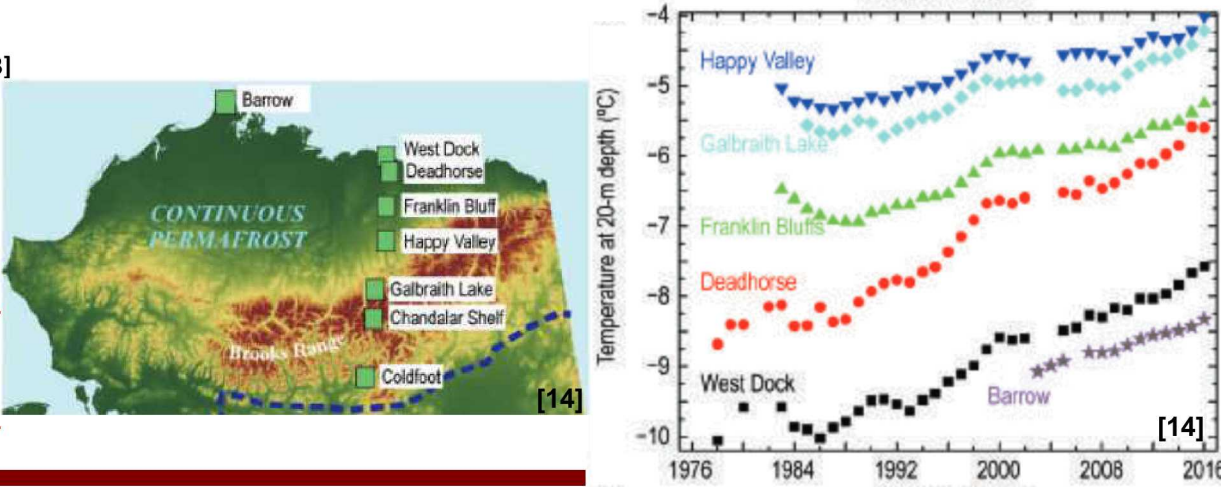 ]
Barrow
West Dock
Deadhorse
Franklin Bluff
Happy Valley
Galbraith Lake
Chandalar Shelf
Coldfoot
CONTINUOUS
PERMAFROST
Brooks Range
[14]
Temperature at 20-m depth (ºC)
−4
−5
−6
−7
−8
−9
−10
Happy Valley
Galbraith Lake
Franklin Bluffs
Deadhorse
West Dock
Barrow
[14]
1976
1984
1992
2000
2008
2016